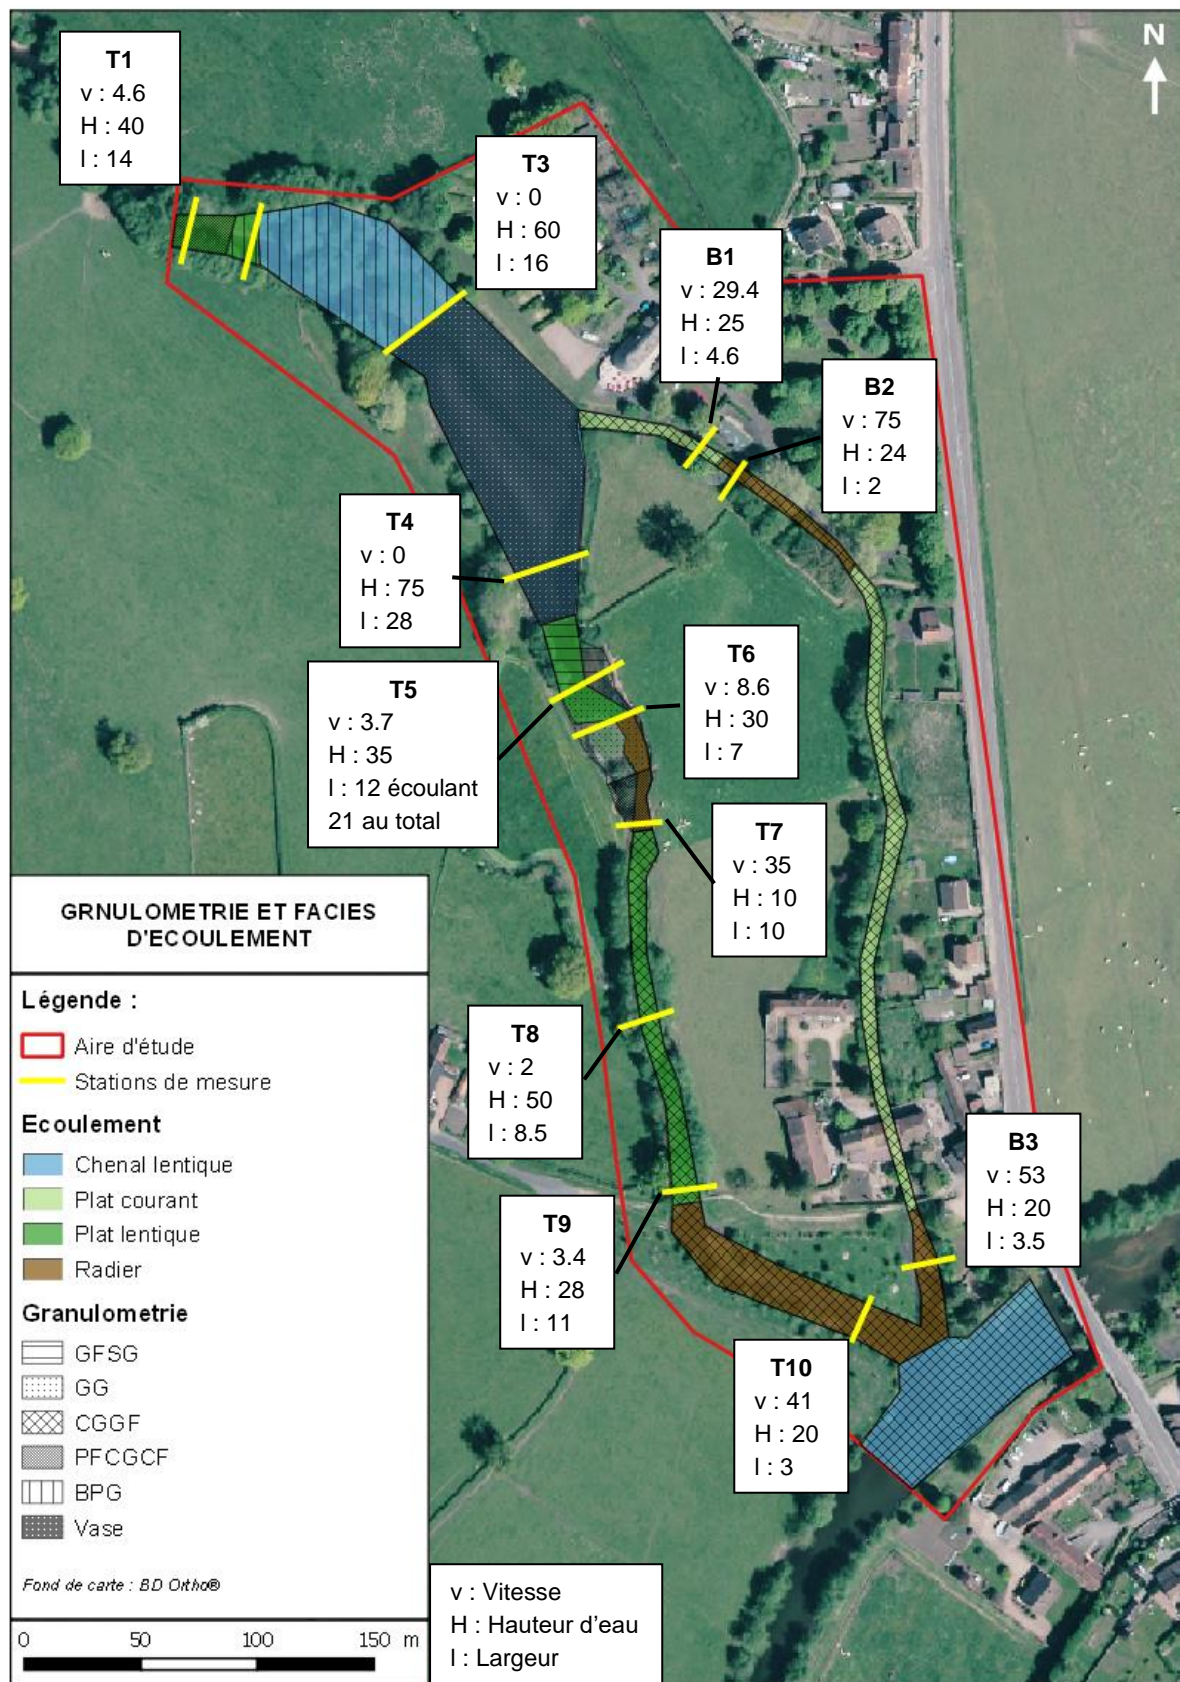 N
T1
v : 4.6
H : 40
l : 14
T3
v : 0
H : 60
l : 16
B1
v : 29.4
H : 25
l : 4.6
B2
v : 75
H : 24
l : 2
T4
v : 0
H : 75
l : 28
T5
v : 3.7
H : 35
l : 12 écoulant
21 au total
T6
v : 8.6
H : 30
l : 7
T7
v : 35
H : 10
l : 10
T8
v : 2
H : 50
l : 8.5
T9
v : 3.4
H : 28
l : 11
B3
v : 53
H : 20
l : 3.5
T10
v : 41
H : 20
l : 3
GRNULOMETRIE ET FACIES
D'ECOULEMENT
Légende :
Aire d'étude
Stations de mesure
Ecoulement
Chenal lentique
Plat courant
Plat lentique
Radier
Granulometrie
GFSG
GG
CGGF
PFCGCF
BPG
Vase
Fond de carte : BD Ortho®
0 50 100 150 m
v : Vitesse
H : Hauteur d'eau
l : Largeur